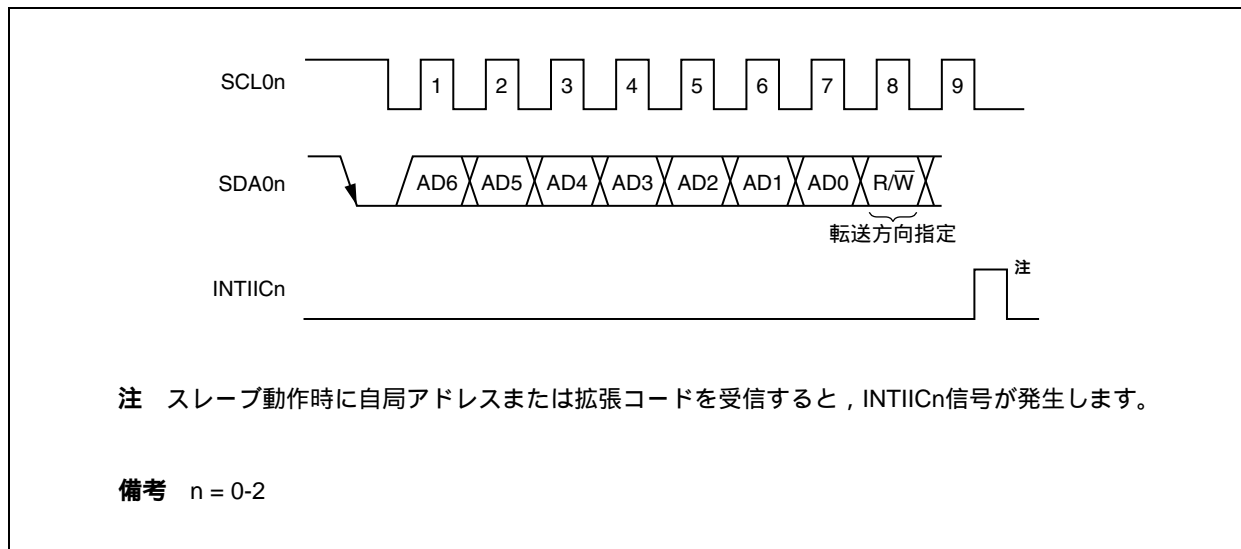 SCL0n 1 2 3 4 5 6 7 8 9
SDA0n AD6 AD5 AD4 AD3 AD2 AD1 AD0 R/W̅
転送方向指定
注
INTIICn
注 スレーブ動作時に自局アドレスまたは拡張コードを受信すると，INTIICn信号が発生します。
備考 n = 0-2